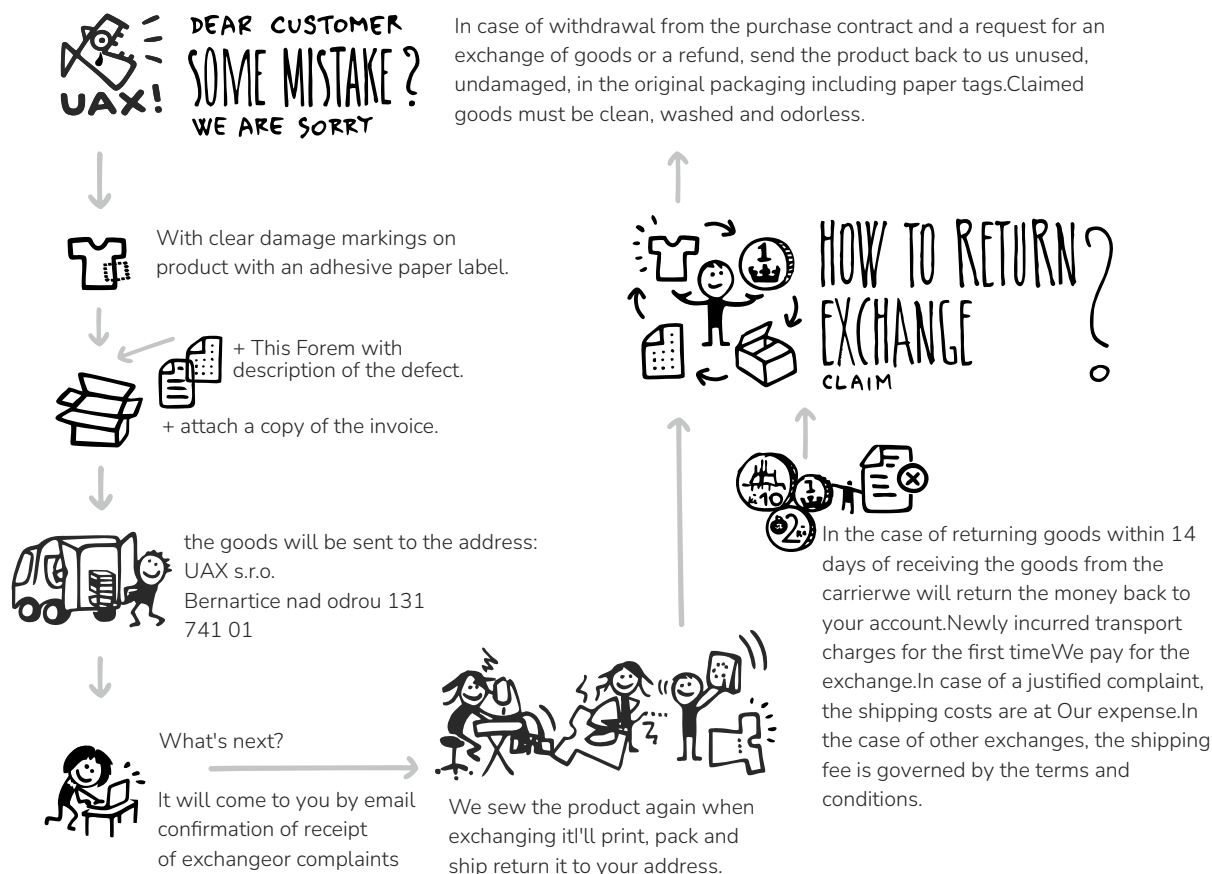 DEAR CUSTOMER
SOME MISTAKE?
WE ARE SORRY
UAX!
In case of withdrawal from the purchase contract and a request for an
exchange of goods or a refund, send the product back to us unused,
undamaged, in the original packaging including paper tags.Claimed
goods must be clean, washed and odorless.
With clear damage markings on
product with an adhesive paper label.
+ This Forem with
description of the defect.
+ attach a copy of the invoice.
the goods will be sent to the address:
UAX s.r.o.
Bernartice nad odrou 131
741 01
What's next?
It will come to you by email
confirmation of receipt
of exchangeor complaints
We sew the product again when
exchanging itI'll print, pack and
ship return it to your address.
1
HOW TO RETURN?
EXCHANGE
CLAIM
10
1
2
In the case of returning goods within 14
days of receiving the goods from the
carrierwe will return the money back to
your account.Newly incurred transport
charges for the first timeWe pay for the
exchange.In case of a justified complaint,
the shipping costs are at Our expense.In
the case of other exchanges, the shipping
fee is governed by the terms and
conditions.